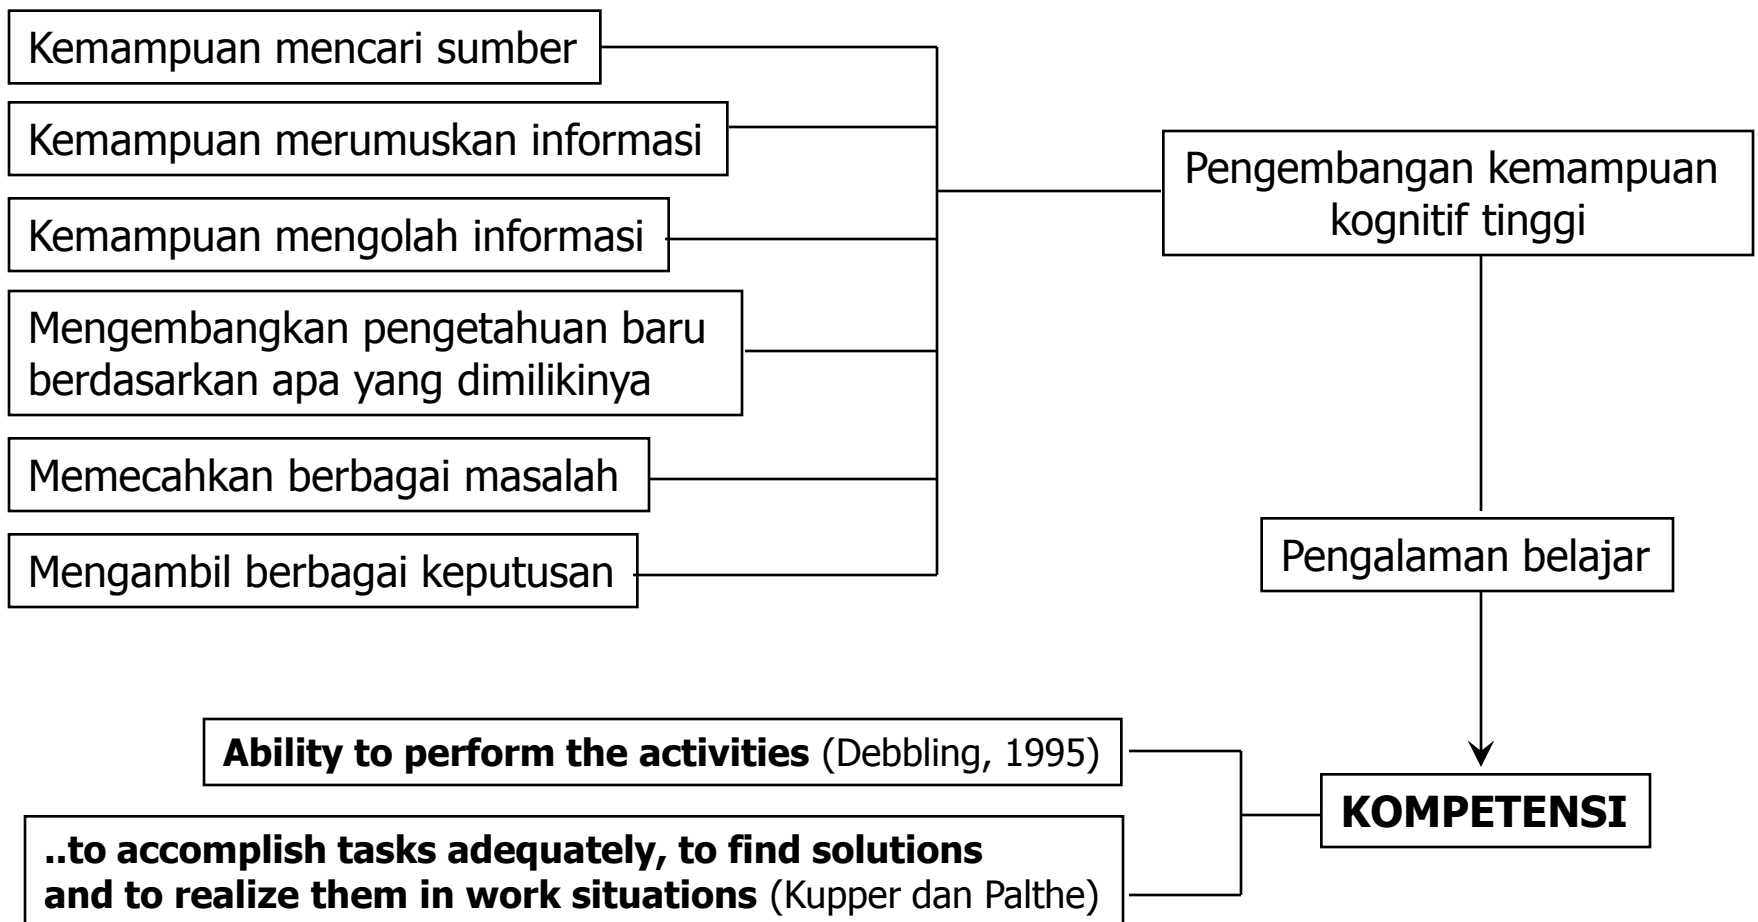 Kemampuan mencari sumber
Kemampuan merumuskan informasi
Kemampuan mengolah informasi
Mengembangkan pengetahuan baru
berdasarkan apa yang dimilikinya
Memecahkan berbagai masalah
Mengambil berbagai keputusan
Pengembangan kemampuan
kognitif tinggi
Pengalaman belajar
KOMPETENSI
Ability to perform the activities (Debbling, 1995)
..to accomplish tasks adequately, to find solutions
and to realize them in work situations (Kupper dan Palthe)